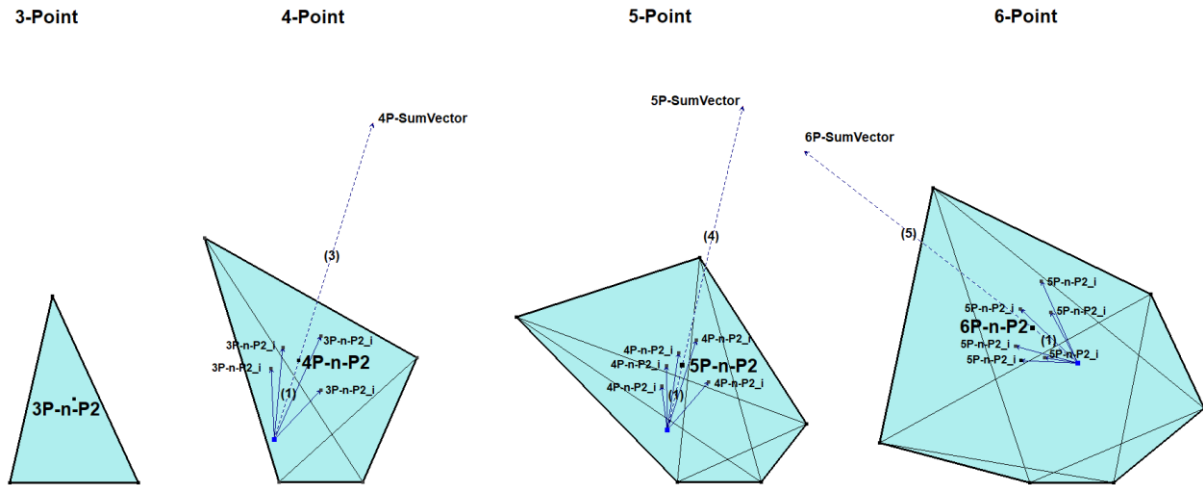 3-Point
4-Point
5-Point
6-Point
4P-SumVector
5P-SumVector
6P-SumVector
3P-n-P2
(3)
3P-n-P2_i
3P-n-P2_i
4P-n-P2
3P-n-P2_i
(1)
3P-n-P2_i
(4)
4P-n-P2_i
4P-n-P2_i
4P-n-P2_i
5P-n-P2
4P-n-P2_i
4P-n-P2_i
(1)
(5)
5P-n-P2_i
5P-n-P2_i
5P-n-P2_i
6P-n-P2
(1)
5P-n-P2_i
5P-n-P2_i
5P-n-P2_i